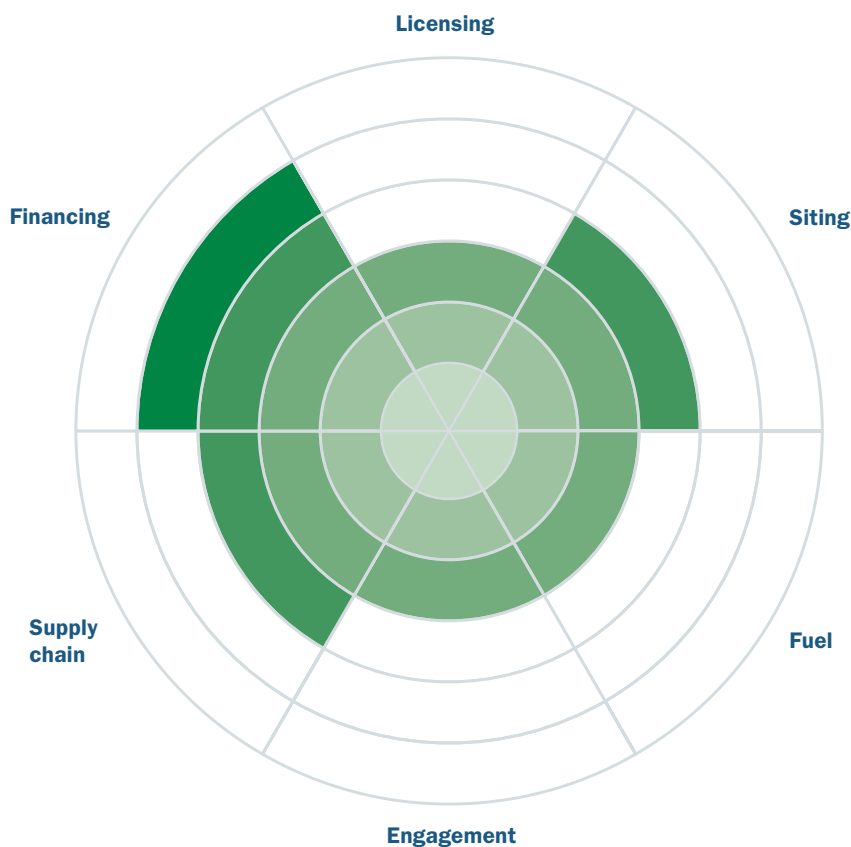 Licensing
Financing
Siting
Supply
chain
Fuel
Engagement